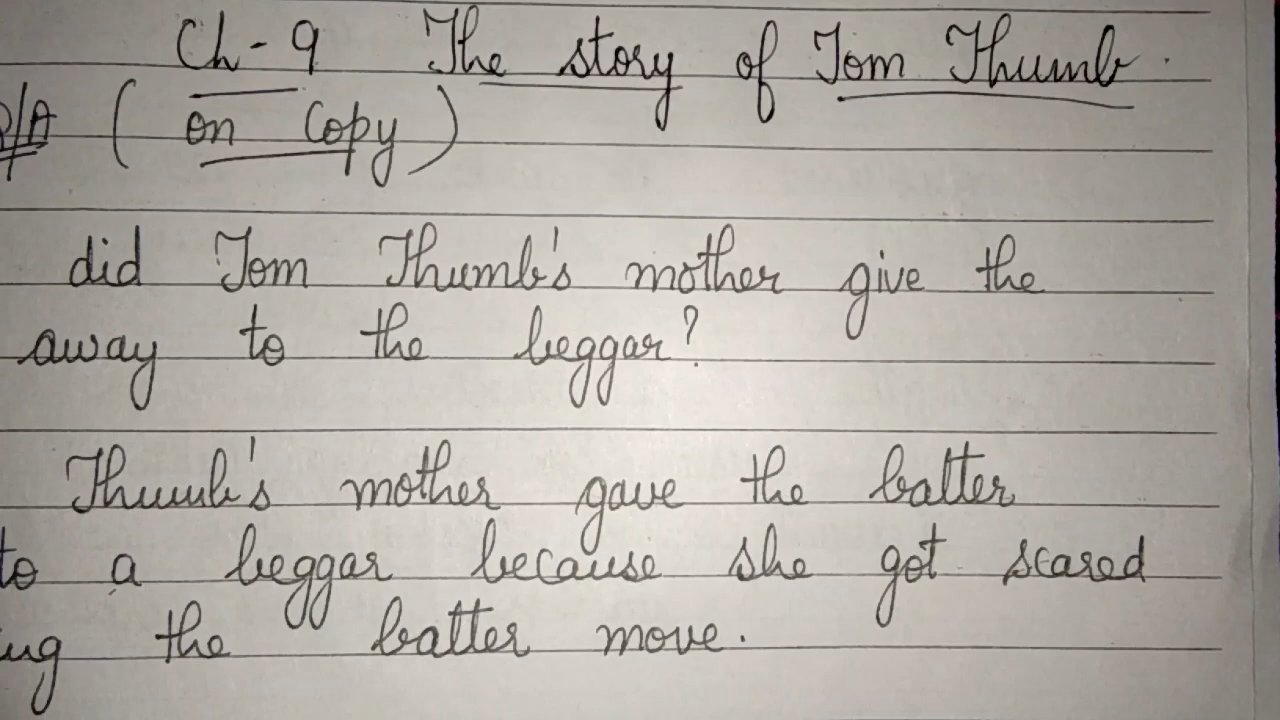 Ch-9 The story of Tom Thumb.
Q/A (on Copy)
did Tom Thumb's mother give the
away to the beggar?
Thumb's mother gave the batter
to a beggar because she got scared
the batter move.